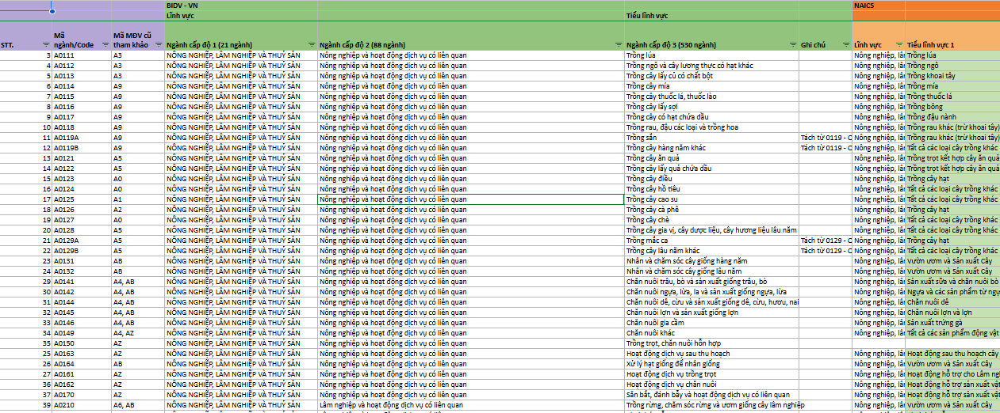 BIDV - VN NAICS
Lĩnh vực Tiểu lĩnh vực
STT. Mã ngành/Code Mã MĐV cũ tham khảo Ngành cấp độ 1 (21 ngành) Ngành cấp độ 2 (88 ngành) Ngành cấp độ 3 (530 ngành) Ghi chú Lĩnh vực Tiểu lĩnh vực 1
3 A0111 A3 NÔNG NGHIỆP, LÂM NGHIỆP VÀ THUỶ SẢN Nông nghiệp và hoạt động dịch vụ có liên quan Trồng lúa Nông nghiệp, lâ Trồng lúa
4 A0112 A3 NÔNG NGHIỆP, LÂM NGHIỆP VÀ THUỶ SẢN Nông nghiệp và hoạt động dịch vụ có liên quan Trồng ngô và cây lương thực có hạt khác Nông nghiệp, lâ Trồng ngô
5 A0113 A3 NÔNG NGHIỆP, LÂM NGHIỆP VÀ THUỶ SẢN Nông nghiệp và hoạt động dịch vụ có liên quan Trồng cây lấy củ có chất bột Nông nghiệp, lâ Trồng khoai tây
6 A0114 A9 NÔNG NGHIỆP, LÂM NGHIỆP VÀ THUỶ SẢN Nông nghiệp và hoạt động dịch vụ có liên quan Trồng cây mía Nông nghiệp, lâ Trồng mía
7 A0115 A9 NÔNG NGHIỆP, LÂM NGHIỆP VÀ THUỶ SẢN Nông nghiệp và hoạt động dịch vụ có liên quan Trồng cây thuốc lá, thuốc lào Nông nghiệp, lâ Trồng thuốc lá
8 A0116 A9 NÔNG NGHIỆP, LÂM NGHIỆP VÀ THUỶ SẢN Nông nghiệp và hoạt động dịch vụ có liên quan Trồng cây lấy sợi Nông nghiệp, lâ Trồng bông
9 A0117 A9 NÔNG NGHIỆP, LÂM NGHIỆP VÀ THUỶ SẢN Nông nghiệp và hoạt động dịch vụ có liên quan Trồng cây có hạt chứa dầu Nông nghiệp, lâ Trồng đậu nành
10 A0118 A9 NÔNG NGHIỆP, LÂM NGHIỆP VÀ THUỶ SẢN Nông nghiệp và hoạt động dịch vụ có liên quan Trồng rau, đậu các loại và trồng hoa Nông nghiệp, lâ Trồng rau khác (trừ khoai tây)
11 A0119A A9 NÔNG NGHIỆP, LÂM NGHIỆP VÀ THUỶ SẢN Nông nghiệp và hoạt động dịch vụ có liên quan Trồng sắn Tách từ 0119 - C Nông nghiệp, lâ Trồng rau khác (trừ khoai tây)
12 A0119B A9 NÔNG NGHIỆP, LÂM NGHIỆP VÀ THUỶ SẢN Nông nghiệp và hoạt động dịch vụ có liên quan Trồng cây hàng năm khác Tách từ 0119 - C Nông nghiệp, lâ Tất cả các loại cây trồng khác
13 A0121 A5 NÔNG NGHIỆP, LÂM NGHIỆP VÀ THUỶ SẢN Nông nghiệp và hoạt động dịch vụ có liên quan Trồng cây ăn quả Nông nghiệp, lâ Trồng trọt kết hợp cây ăn quả
14 A0122 A5 NÔNG NGHIỆP, LÂM NGHIỆP VÀ THUỶ SẢN Nông nghiệp và hoạt động dịch vụ có liên quan Trồng cây lấy quả chứa dầu Nông nghiệp, lâ Trồng trọt kết hợp cây ăn quả
15 A0123 A0 NÔNG NGHIỆP, LÂM NGHIỆP VÀ THUỶ SẢN Nông nghiệp và hoạt động dịch vụ có liên quan Trồng cây điều Nông nghiệp, lâ Trồng cây hạt
16 A0124 A0 NÔNG NGHIỆP, LÂM NGHIỆP VÀ THUỶ SẢN Nông nghiệp và hoạt động dịch vụ có liên quan Trồng cây hồ tiêu Nông nghiệp, lâ Tất cả các loại cây trồng khác
17 A0125 A1 NÔNG NGHIỆP, LÂM NGHIỆP VÀ THUỶ SẢN Nông nghiệp và hoạt động dịch vụ có liên quan Trồng cây cao su Nông nghiệp, lâ Tất cả các loại cây trồng khác
18 A0126 A2 NÔNG NGHIỆP, LÂM NGHIỆP VÀ THUỶ SẢN Nông nghiệp và hoạt động dịch vụ có liên quan Trồng cây cà phê Nông nghiệp, lâ Trồng cây hạt
19 A0127 A0 NÔNG NGHIỆP, LÂM NGHIỆP VÀ THUỶ SẢN Nông nghiệp và hoạt động dịch vụ có liên quan Trồng cây chè Nông nghiệp, lâ Tất cả các loại cây trồng khác
20 A0128 A5 NÔNG NGHIỆP, LÂM NGHIỆP VÀ THUỶ SẢN Nông nghiệp và hoạt động dịch vụ có liên quan Trồng cây gia vị, cây dược liệu, cây hương liệu lâu năm Nông nghiệp, lâ Tất cả các loại cây trồng khác
21 A0129A A5 NÔNG NGHIỆP, LÂM NGHIỆP VÀ THUỶ SẢN Nông nghiệp và hoạt động dịch vụ có liên quan Trồng mắc ca Tách từ 0129 - C Nông nghiệp, lâ Trồng cây hạt
22 A0129B A5 NÔNG NGHIỆP, LÂM NGHIỆP VÀ THUỶ SẢN Nông nghiệp và hoạt động dịch vụ có liên quan Trồng cây lâu năm khác Tách từ 0129 - C Nông nghiệp, lâ Tất cả các loại cây trồng khác
23 A0131 AB NÔNG NGHIỆP, LÂM NGHIỆP VÀ THUỶ SẢN Nông nghiệp và hoạt động dịch vụ có liên quan Nhân và chăm sóc cây giống hàng năm Nông nghiệp, lâ Vườn ươm và Sản xuất Cây
24 A0132 AB NÔNG NGHIỆP, LÂM NGHIỆP VÀ THUỶ SẢN Nông nghiệp và hoạt động dịch vụ có liên quan Nhân và chăm sóc cây giống lâu năm Nông nghiệp, lâ Vườn ươm và Sản xuất Cây
29 A0141 A4, AB NÔNG NGHIỆP, LÂM NGHIỆP VÀ THUỶ SẢN Nông nghiệp và hoạt động dịch vụ có liên quan Chăn nuôi trâu, bò và sản xuất giống trâu, bò Nông nghiệp, lâ Sản xuất sữa và chăn nuôi bò
30 A0142 A4, AB NÔNG NGHIỆP, LÂM NGHIỆP VÀ THUỶ SẢN Nông nghiệp và hoạt động dịch vụ có liên quan Chăn nuôi ngựa, lừa, la và sản xuất giống ngựa, lừa Nông nghiệp, lâ Ngựa và các sản phẩm từ ngự
31 A0144 A4, AB NÔNG NGHIỆP, LÂM NGHIỆP VÀ THUỶ SẢN Nông nghiệp và hoạt động dịch vụ có liên quan Chăn nuôi dê, cừu và sản xuất giống dê, cừu, hươu, nai Nông nghiệp, lâ Chăn nuôi dê
32 A0145 A4, AB NÔNG NGHIỆP, LÂM NGHIỆP VÀ THUỶ SẢN Nông nghiệp và hoạt động dịch vụ có liên quan Chăn nuôi lợn và sản xuất giống lợn Nông nghiệp, lâ Chăn nuôi lợn và lợn
33 A0146 A4, AB NÔNG NGHIỆP, LÂM NGHIỆP VÀ THUỶ SẢN Nông nghiệp và hoạt động dịch vụ có liên quan Chăn nuôi gia cầm Nông nghiệp, lâ Sản xuất trứng gà
34 A0149 A4, AZ NÔNG NGHIỆP, LÂM NGHIỆP VÀ THUỶ SẢN Nông nghiệp và hoạt động dịch vụ có liên quan Chăn nuôi khác Nông nghiệp, lâ Tất cả các sản phẩm động vật
35 A0150 AZ NÔNG NGHIỆP, LÂM NGHIỆP VÀ THUỶ SẢN Nông nghiệp và hoạt động dịch vụ có liên quan Trồng trọt, chăn nuôi hỗn hợp
25 A0163 AZ NÔNG NGHIỆP, LÂM NGHIỆP VÀ THUỶ SẢN Nông nghiệp và hoạt động dịch vụ có liên quan Hoạt động dịch vụ sau thu hoạch Nông nghiệp, lâ Hoạt động sau thu hoạch cây
26 A0164 AB NÔNG NGHIỆP, LÂM NGHIỆP VÀ THUỶ SẢN Nông nghiệp và hoạt động dịch vụ có liên quan Xử lý hạt giống để nhân giống Nông nghiệp, lâ Vườn ươm và Sản xuất Cây
27 A0161 AZ NÔNG NGHIỆP, LÂM NGHIỆP VÀ THUỶ SẢN Nông nghiệp và hoạt động dịch vụ có liên quan Hoạt động dịch vụ trồng trọt Nông nghiệp, lâ Hoạt động hỗ trợ cho Lâm ngh
36 A0162 AZ NÔNG NGHIỆP, LÂM NGHIỆP VÀ THUỶ SẢN Nông nghiệp và hoạt động dịch vụ có liên quan Hoạt động dịch vụ chăn nuôi Nông nghiệp, lâ Hoạt động hỗ trợ sản xuất vật
37 A0170 AZ NÔNG NGHIỆP, LÂM NGHIỆP VÀ THUỶ SẢN Nông nghiệp và hoạt động dịch vụ có liên quan Săn bắt, đánh bẫy và hoạt động dịch vụ có liên quan Nông nghiệp, lâ Hoạt động hỗ trợ sản xuất vật
39 A0210 A6, AB NÔNG NGHIỆP, LÂM NGHIỆP VÀ THUỶ SẢN Lâm nghiệp và hoạt động dịch vụ có liên quan Trồng rừng, chăm sóc rừng và ươm giống cây lâm nghiệp Nông nghiệp, lâ Vườn ươm và Sản xuất Cây